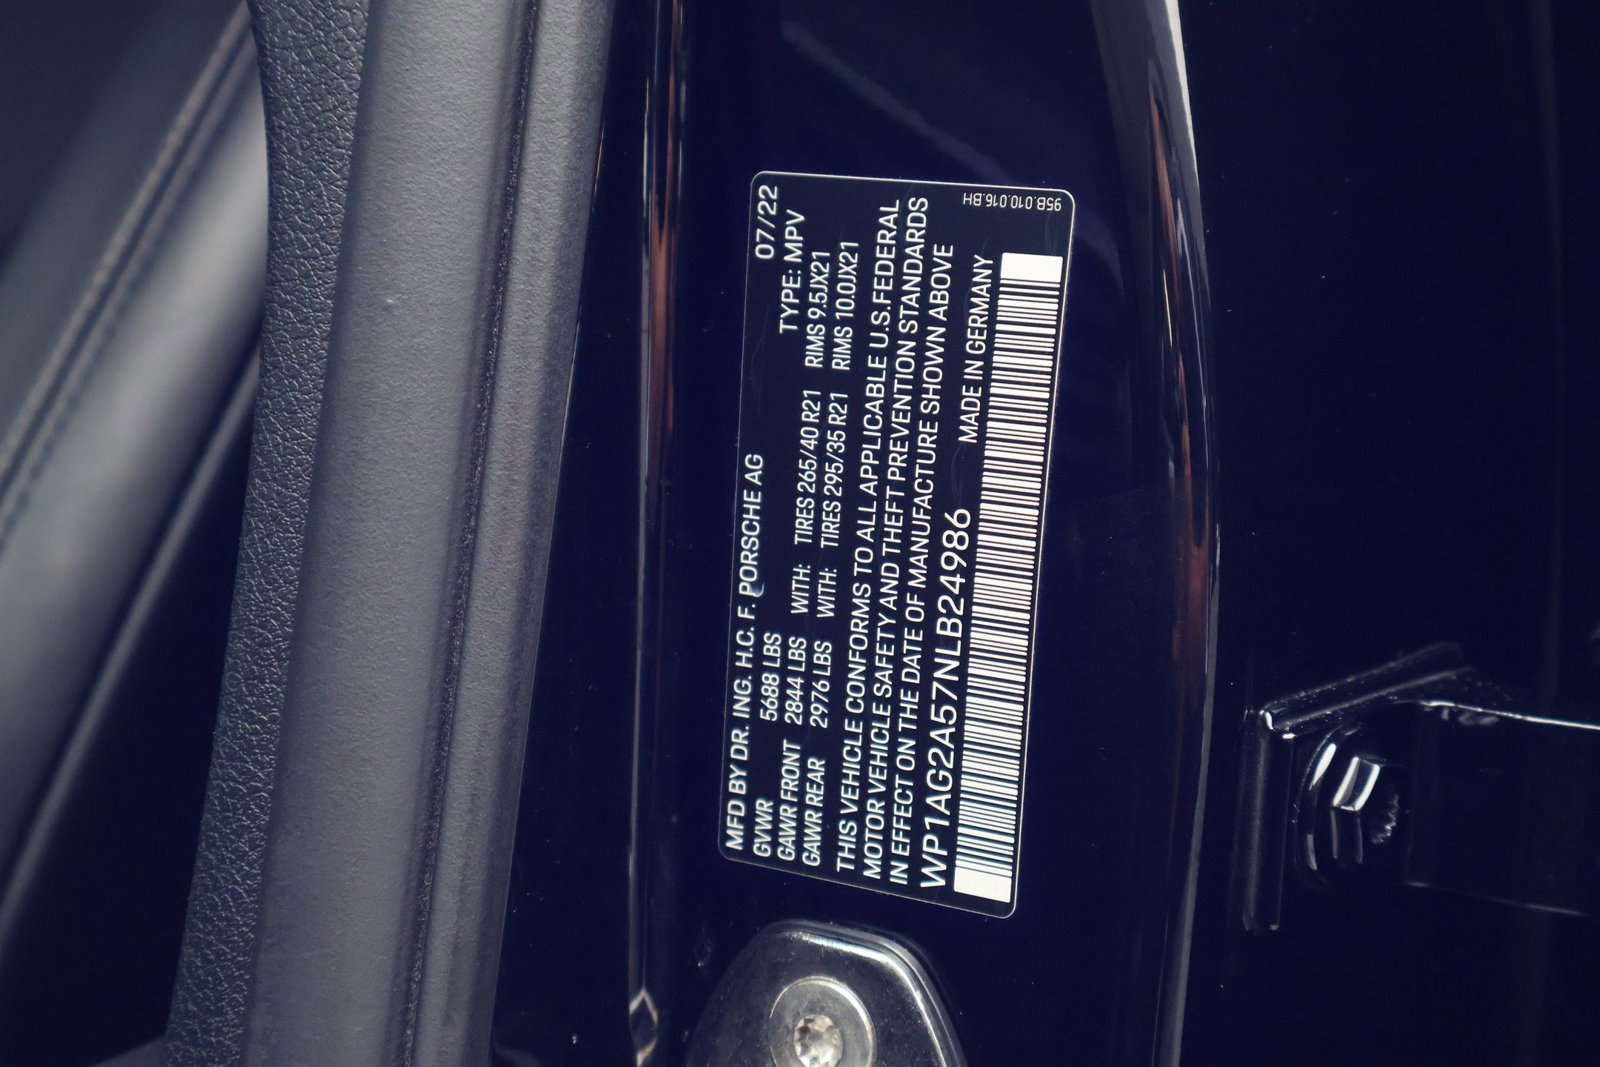 MFD BY DR. ING. H.C. F. PORSCHE AG 07/22
GVWR 5688 LBS TYPE: MPV
GAWR FRONT 2844 LBS WITH: TIRES 265/40 R21 RIMS 9.5JX21
GAWR REAR 2976 LBS WITH: TIRES 295/35 R21 RIMS 10.0JX21
THIS VEHICLE CONFORMS TO ALL APPLICABLE U.S.FEDERAL
MOTOR VEHICLE SAFETY AND THEFT PREVENTION STANDARDS
IN EFFECT ON THE DATE OF MANUFACTURE SHOWN ABOVE
WP1AG2A57NLB24986 MADE IN GERMANY
95B.010.016.BH